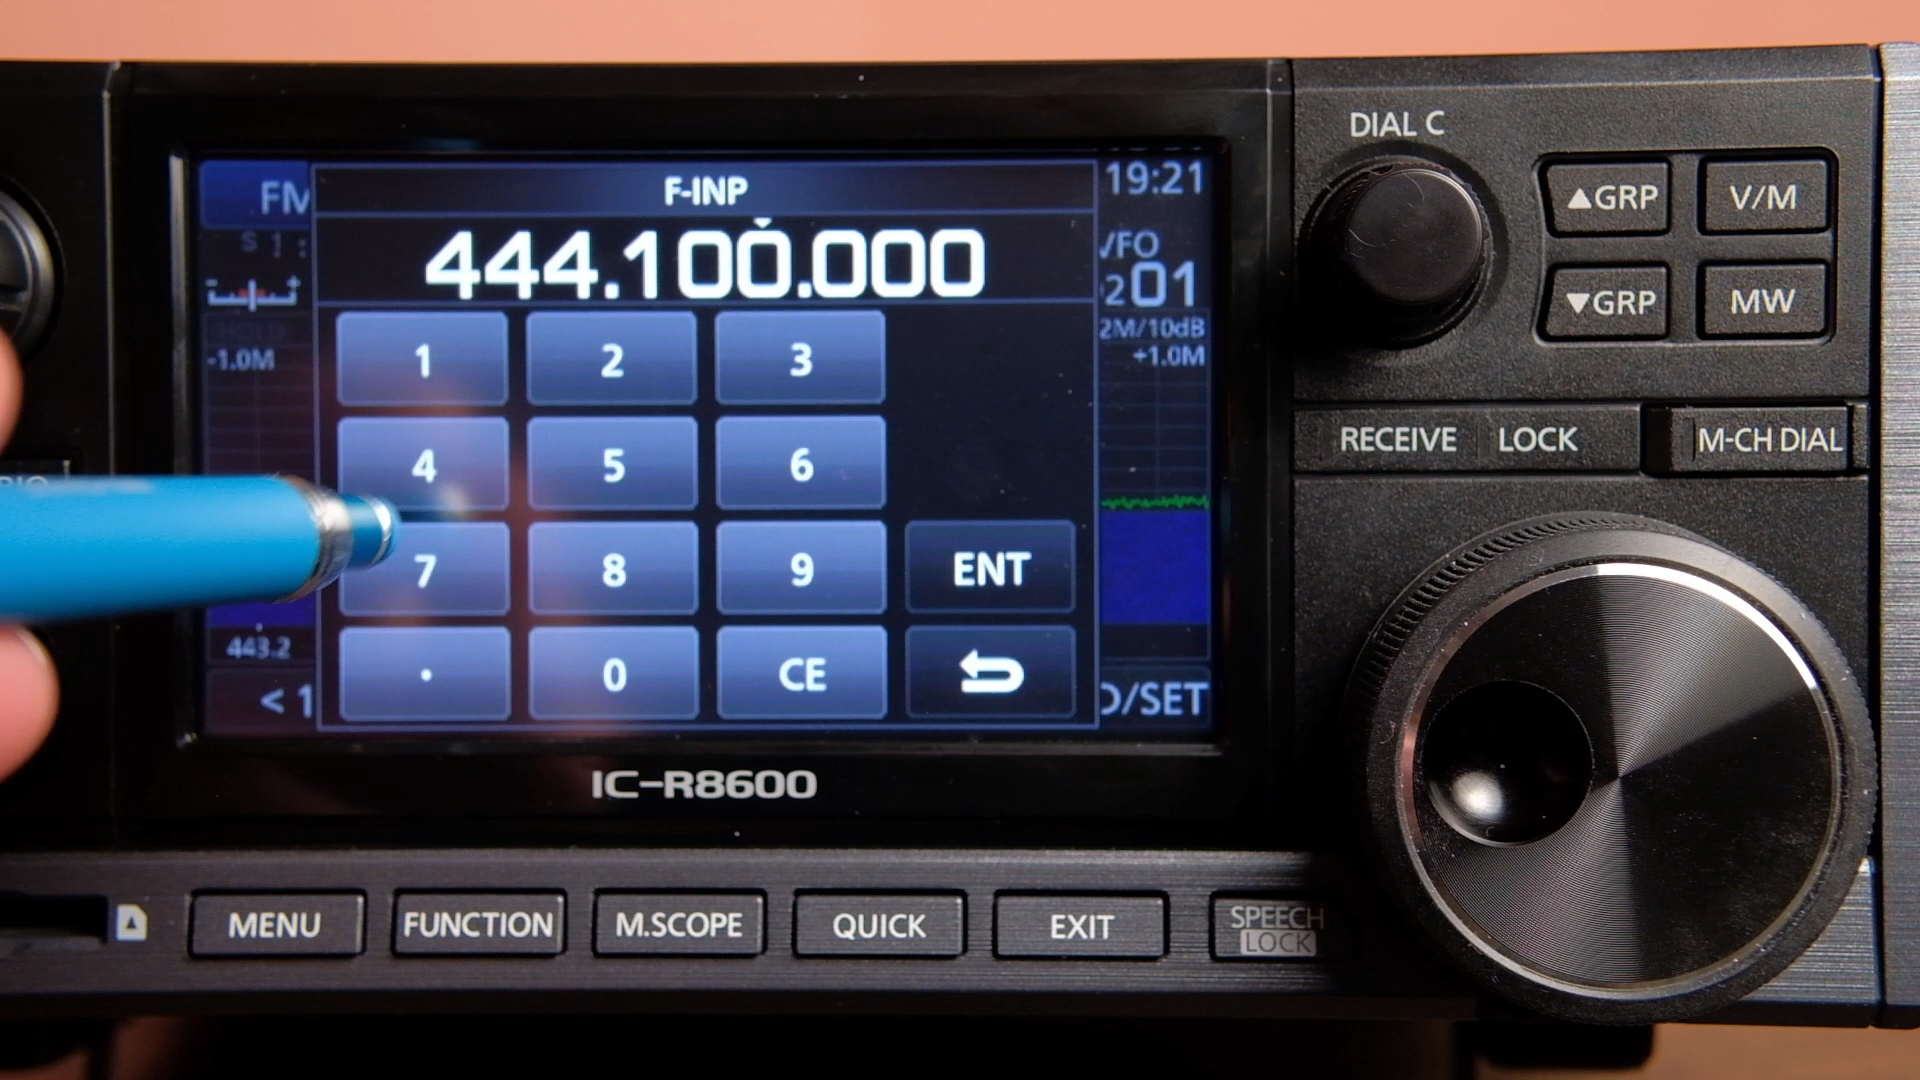 F-INP
FM
19:21
444.100.000
VFO
01
2M/10dB
-1.0M
+1.0M
1
2
3
4
5
6
7
8
9
ENT
.
0
CE
443.2
< 1
D/SET
IC-R8600
DIAL C
▲GRP
V/M
▼GRP
MW
RECEIVE
LOCK
M-CH DIAL
MENU
FUNCTION
M.SCOPE
QUICK
EXIT
SPEECH
LOCK